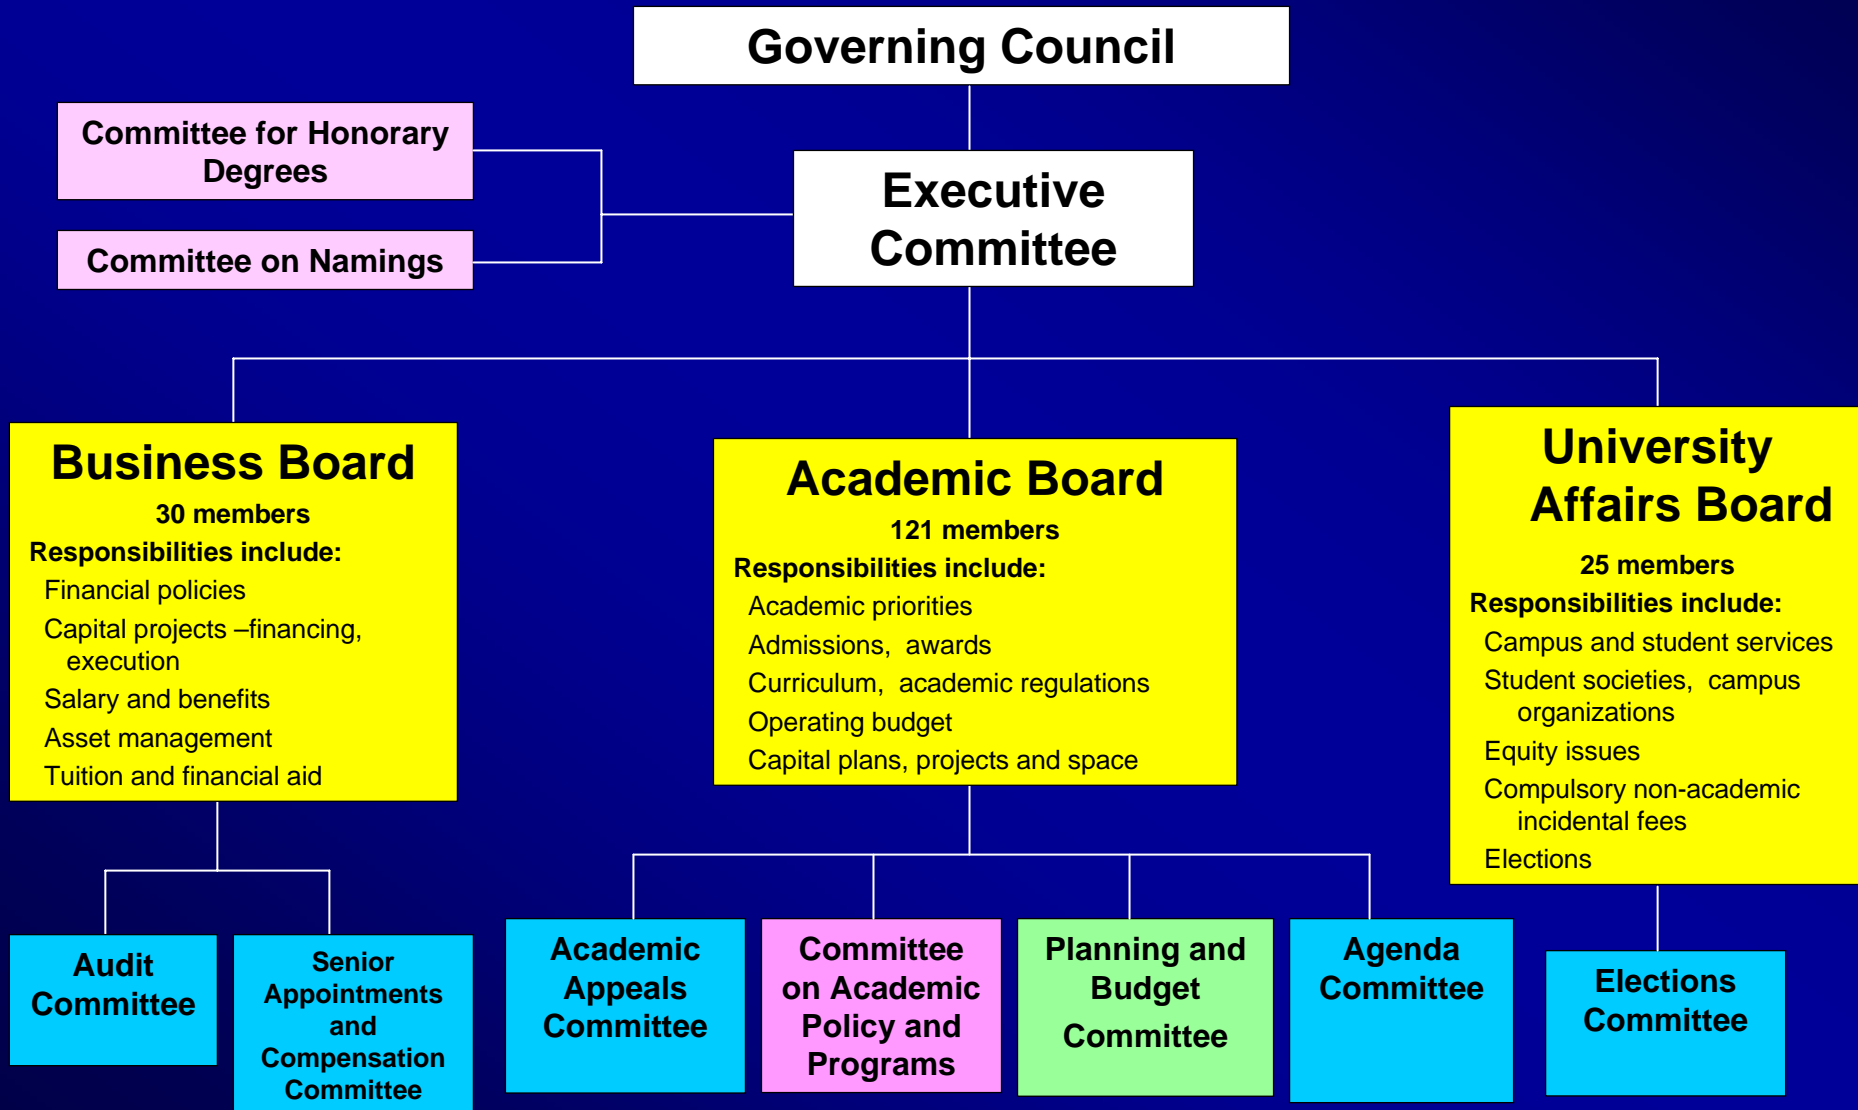 Governing Council
Committee for Honorary
Degrees
Committee on Namings
Executive
Committee
Business Board
30 members
Responsibilities include:
Financial policies
Capital projects –financing,
execution
Salary and benefits
Asset management
Tuition and financial aid
Academic Board
121 members
Responsibilities include:
Academic priorities
Admissions, awards
Curriculum, academic regulations
Operating budget
Capital plans, projects and space
University
Affairs Board
25 members
Responsibilities include:
Campus and student services
Student societies, campus
organizations
Equity issues
Compulsory non-academic
incidental fees
Elections
Audit
Committee
Senior
Appointments
and
Compensation
Committee
Academic
Appeals
Committee
Committee
on Academic
Policy and
Programs
Planning and
Budget
Committee
Agenda
Committee
Elections
Committee